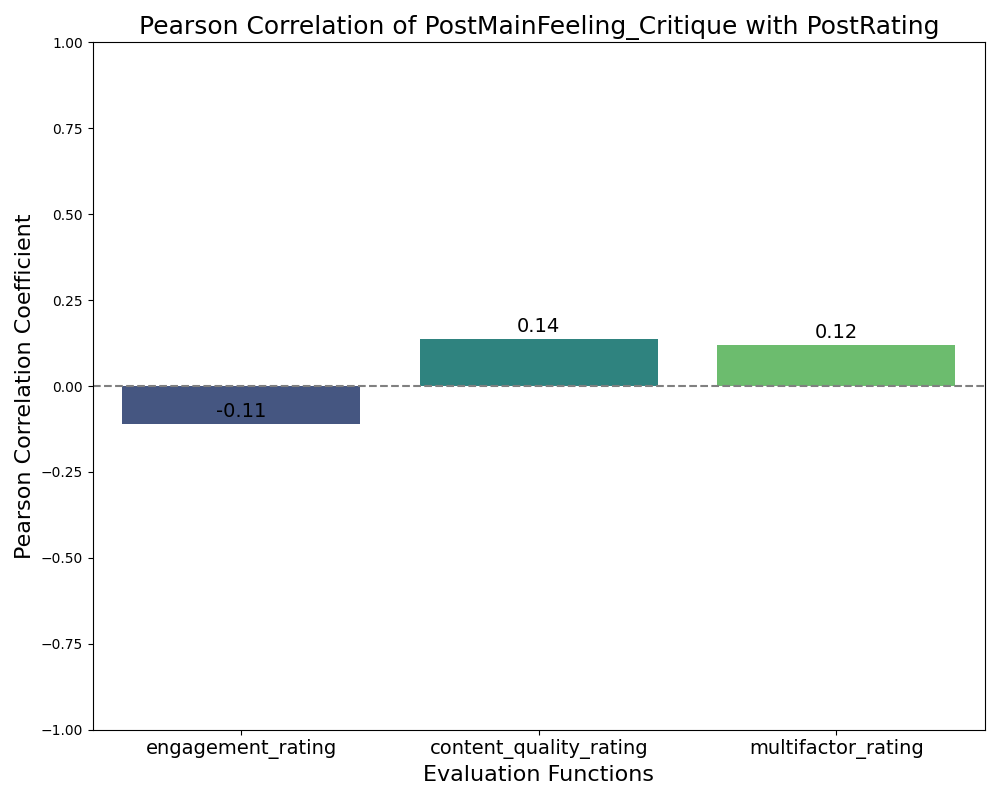 Pearson Correlation of PostMainFeeling_Critique with PostRating
Pearson Correlation Coefficient
1.00
0.75
0.50
0.25
0.00
−0.25
−0.50
−0.75
−1.00
-0.11
0.14
0.12
engagement_rating
content_quality_rating
multifactor_rating
Evaluation Functions